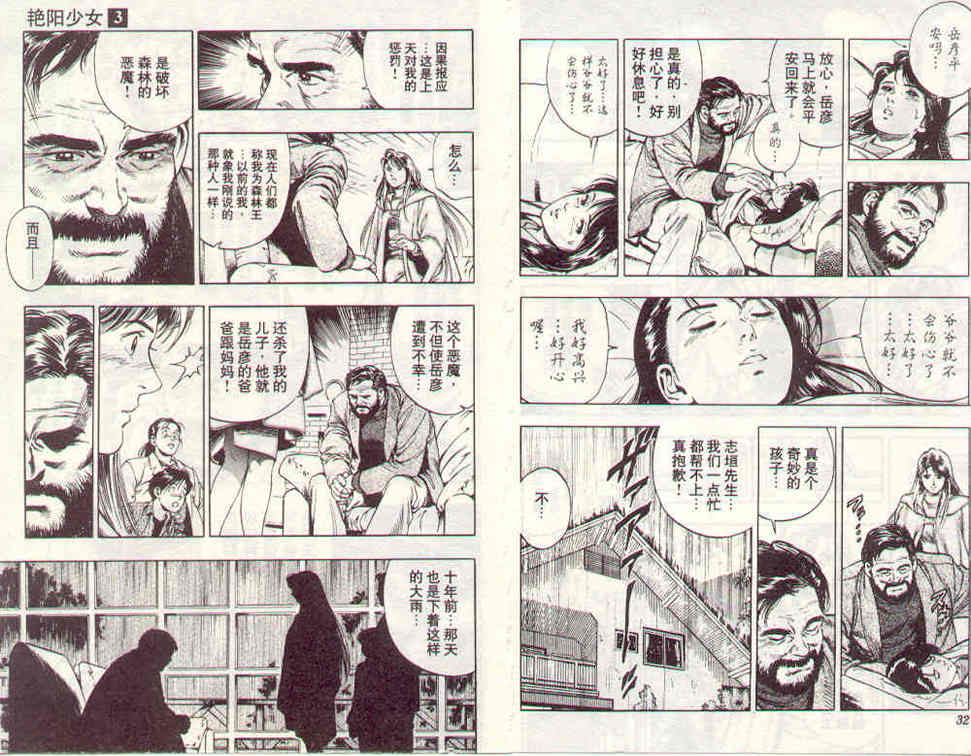 岳彦平
安吗…
放心，岳彦
马上就会平
安回来了。
真的…
是真的，别
担心了，好
好休息吧！
太好了…这
样爷爷就不
会伤心了…
爷爷就不
会伤心了
…太好了
…太好…
我好高兴
…好开心
喔…
真是个
奇妙的
孩子…
志垣先生…
我们一点忙
都帮不上…
真抱歉！
不…
32
艳阳少女 3
因果报应
…这是上
天对我的
惩罚！
是破坏
森林的
恶魔！
怎么…
现在人们都
称我为森林王
…以前的我，
就象我刚说的
那种人一样…
而且——
这个恶魔，
不但使岳彦
遭到不幸…
还杀了我的
儿子，他就
是岳彦的爸
爸跟妈妈！
十年前…那天
也是下着这样
的大雨…